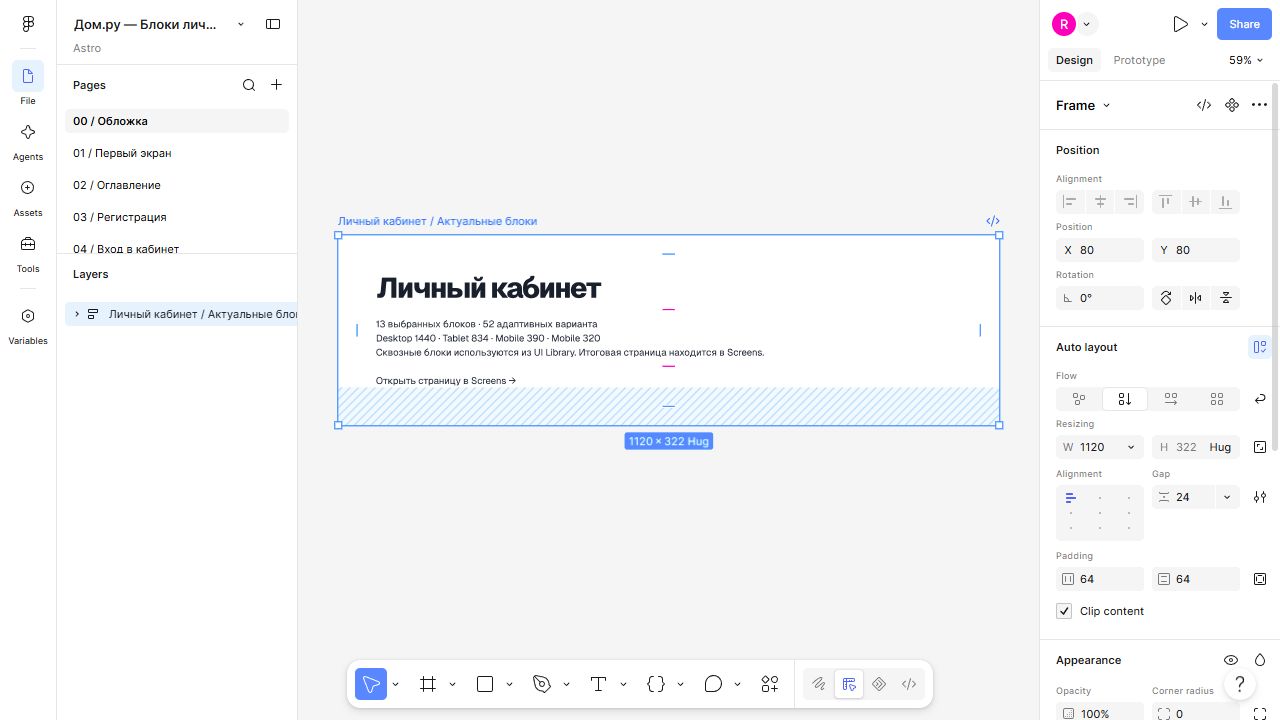 Дом.ру — Блоки лич...
Astro
File
Agents
Assets
Tools
Variables
Pages
00 / Обложка
01 / Первый экран
02 / Оглавление
03 / Регистрация
04 / Вход в кабинет
Layers
Личный кабинет / Актуальные бло
Личный кабинет / Актуальные блоки
Личный кабинет
13 выбранных блоков · 52 адаптивных варианта
Desktop 1440 · Tablet 834 · Mobile 390 · Mobile 320
Сквозные блоки используются из UI Library. Итоговая страница находится в Screens.
Открыть страницу в Screens →
1120 × 322 Hug
R
Share
Design
Prototype
59%
Frame
Position
Alignment
Position
X 80
Y 80
Rotation
0°
Auto layout
Flow
Resizing
W 1120
H 322 Hug
Alignment
Gap
24
Padding
64
64
Clip content
Appearance
Opacity
Corner radius
100%
0
?